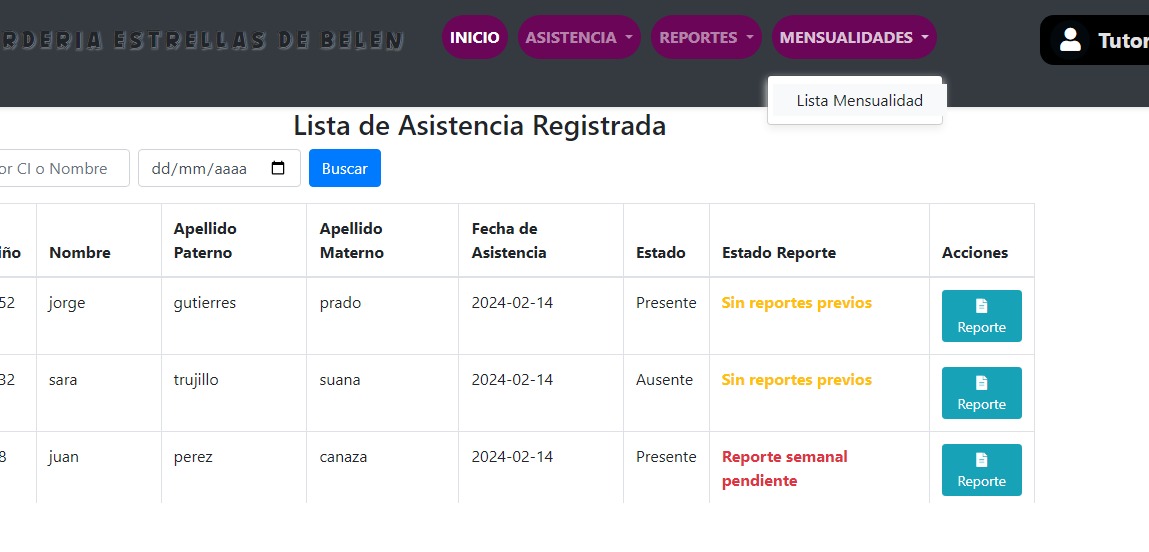 RDERIA ESTRELLAS DE BELEN INICIO ASISTENCIA REPORTES MENSUALIDADES Tutor
Lista Mensualidad
Lista de Asistencia Registrada
or CI o Nombre dd/mm/aaaa Buscar
iño Nombre Apellido Paterno Apellido Materno Fecha de Asistencia Estado Estado Reporte Acciones
52 jorge gutierres prado 2024-02-14 Presente Sin reportes previos Reporte
32 sara trujillo suana 2024-02-14 Ausente Sin reportes previos Reporte
8 juan perez canaza 2024-02-14 Presente Reporte semanal pendiente Reporte